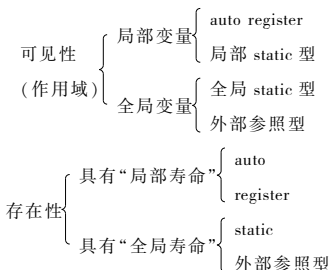 可见性
(作用域)
局部变量
auto register
局部 static 型
全局变量
全局 static 型
外部参照型
存在性
具有“局部寿命”
auto
register
具有“全局寿命”
static
外部参照型